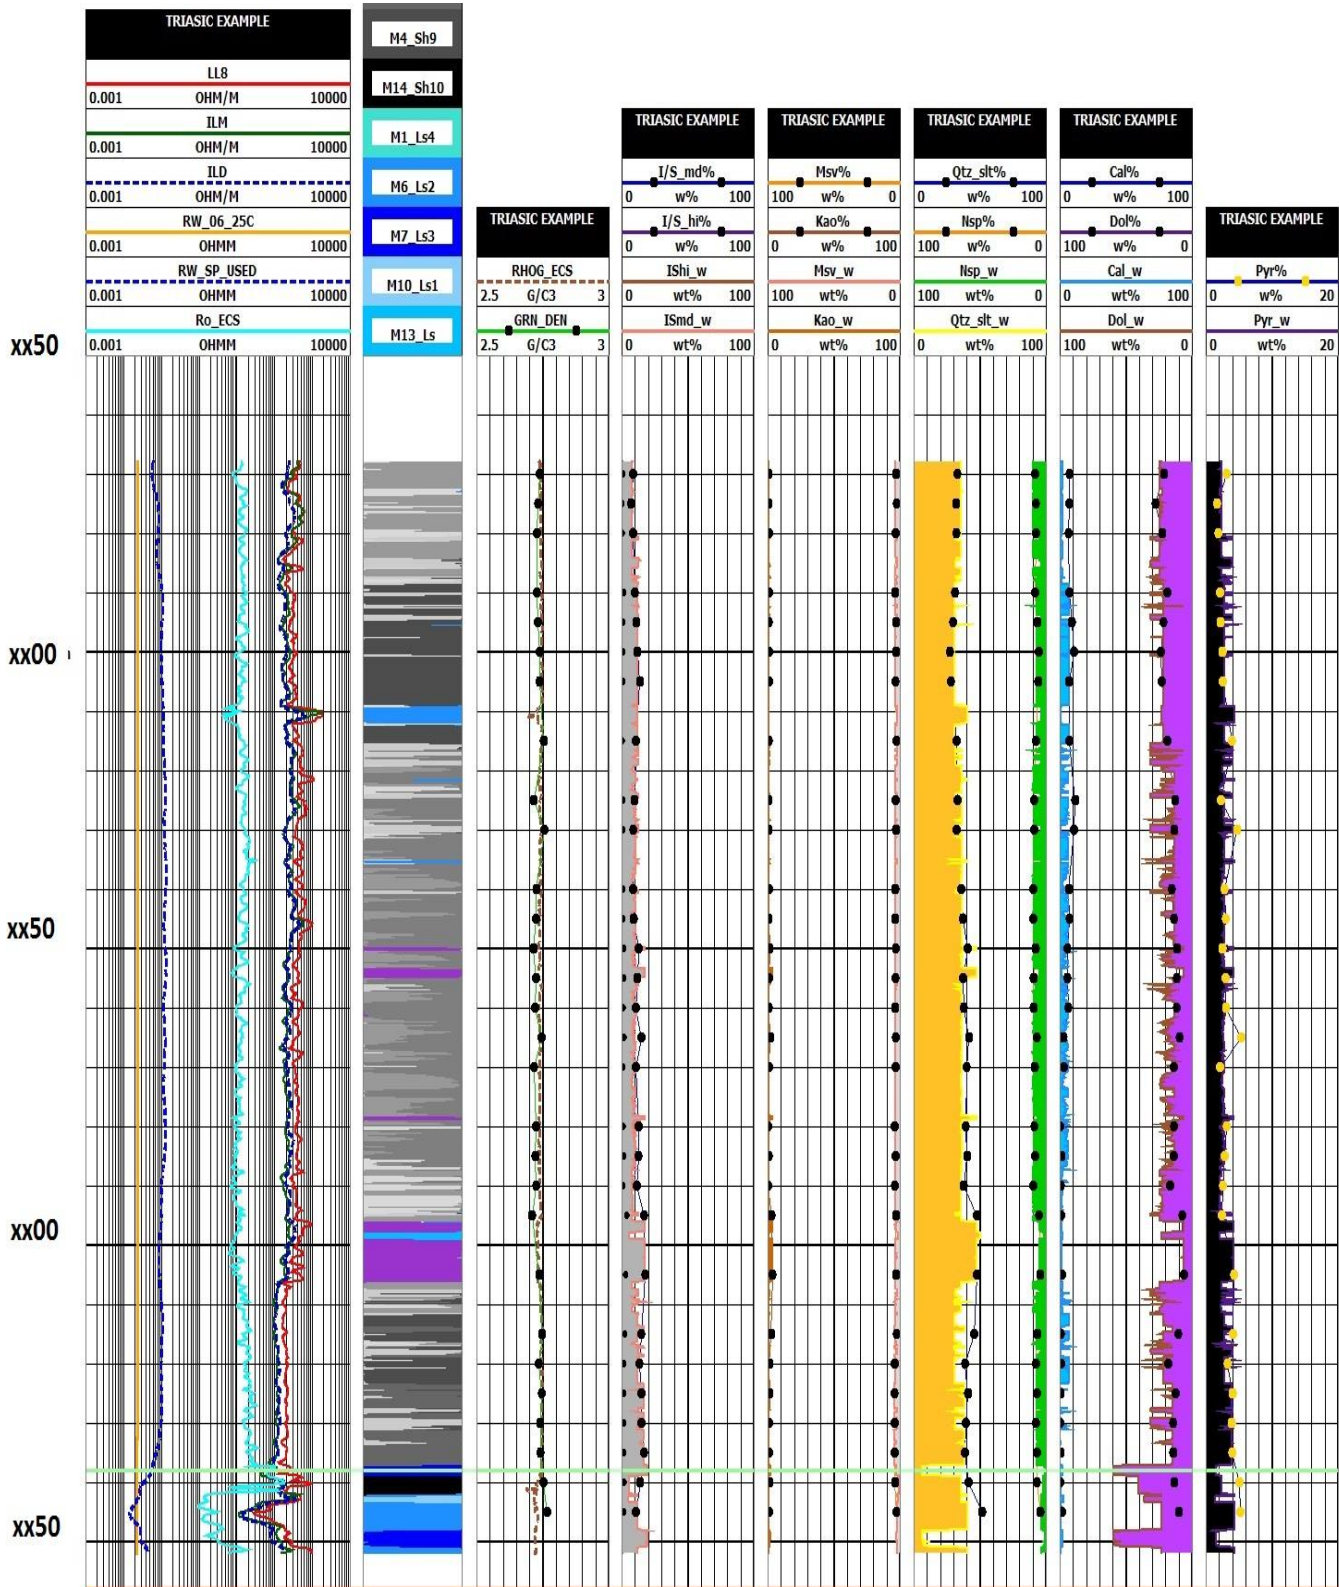 TRIASIC EXAMPLE
LL8
0.001 OHM/M 10000
ILM
0.001 OHM/M 10000
ILD
0.001 OHM/M 10000
RW_06_25C
0.001 OHMM 10000
RW_SP_USED
0.001 OHMM 10000
Ro_ECS
0.001 OHMM 10000
M4_Sh9
M14_Sh10
M1_Ls4
M6_Ls2
M7_Ls3
M10_Ls1
M13_Ls
TRIASIC EXAMPLE
RHOG_ECS
2.5 G/C3 3
GRN_DEN
2.5 G/C3 3
TRIASIC EXAMPLE
I/S_md%
0 w% 100
I/S_hi%
0 w% 100
IShi_w
0 wt% 100
ISmd_w
0 wt% 100
TRIASIC EXAMPLE
Msv%
100 w% 0
Kao%
0 w% 100
Msv_w
100 wt% 0
Kao_w
0 wt% 100
TRIASIC EXAMPLE
Qtz_slt%
0 w% 100
Nsp%
100 w% 0
Nsp_w
100 wt% 0
Qtz_slt_w
0 wt% 100
TRIASIC EXAMPLE
Cal%
0 w% 100
Dol%
100 w% 0
Cal_w
0 wt% 100
Dol_w
100 wt% 0
TRIASIC EXAMPLE
Pyr%
0 w% 20
Pyr_w
0 wt% 20
xx50
xx00
xx50
xx00
xx50